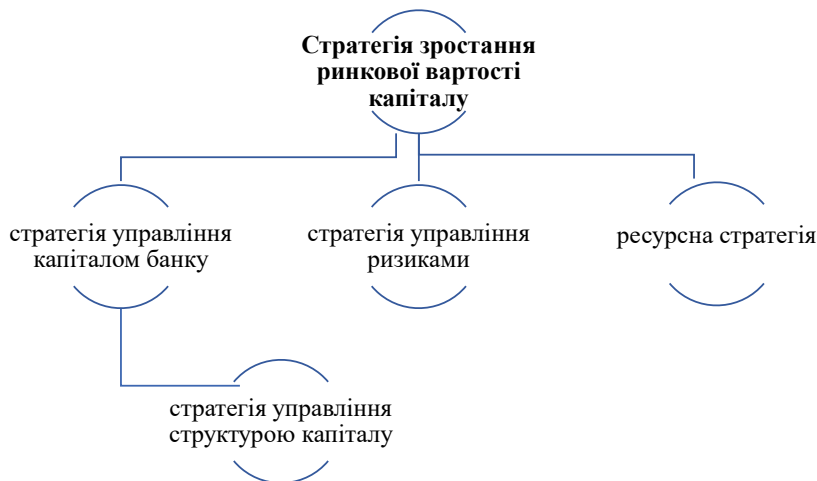 Стратегія зростання
ринкової вартості
капіталу
стратегія управління
капіталом банку
стратегія управління
ризиками
ресурсна стратегія
стратегія управління
структурою капіталу